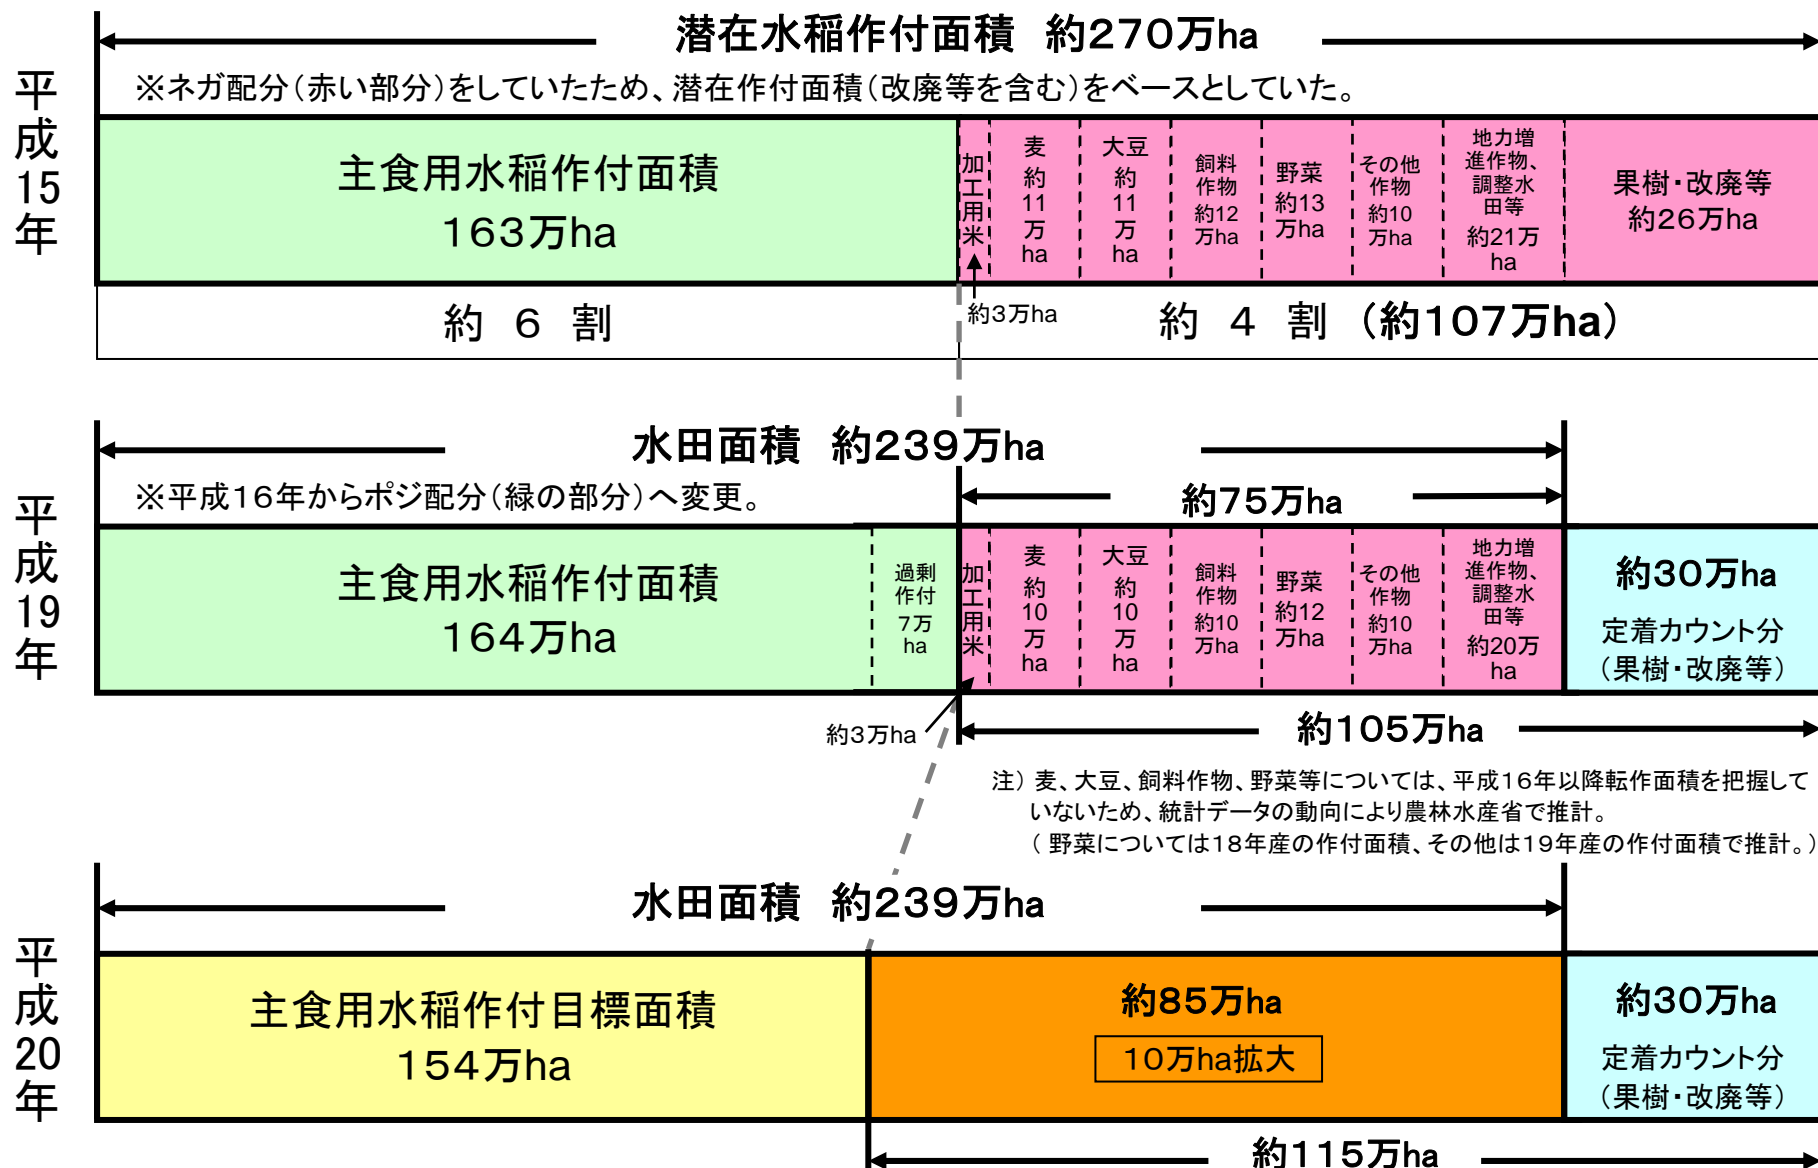 潜在水稲作付面積 約270万ha
平成15年
※ネガ配分(赤い部分)をしていたため、潜在作付面積(改廃等を含む)をベースとしていた。
主食用水稲作付面積
163万ha
加工用米
約3万ha
麦
約11万ha
大豆
約11万ha
飼料
作物
約12
万ha
野菜
約13
万ha
その他
作物
約10
万ha
地力増
進作物、
調整水
田等
約21万
ha
果樹・改廃等
約26万ha
約 6 割
約 4 割 (約107万ha)
水田面積 約239万ha
平成19年
※平成16年からポジ配分(緑の部分)へ変更。
約75万ha
主食用水稲作付面積
164万ha
過剰
作付
7万
ha
加工用米
約3万ha
麦
約10万ha
大豆
約10万ha
飼料
作物
約10
万ha
野菜
約12
万ha
その他
作物
約10
万ha
地力増
進作物、
調整水
田等
約20万
ha
約30万ha
定着カウント分
(果樹・改廃等)
約105万ha
注) 麦、大豆、飼料作物、野菜等については、平成16年以降転作面積を把握して
いないため、統計データの動向により農林水産省で推計。
( 野菜については18年産の作付面積、その他は19年産の作付面積で推計。)
水田面積 約239万ha
平成20年
主食用水稲作付目標面積
154万ha
約85万ha
10万ha拡大
約30万ha
定着カウント分
(果樹・改廃等)
約115万ha